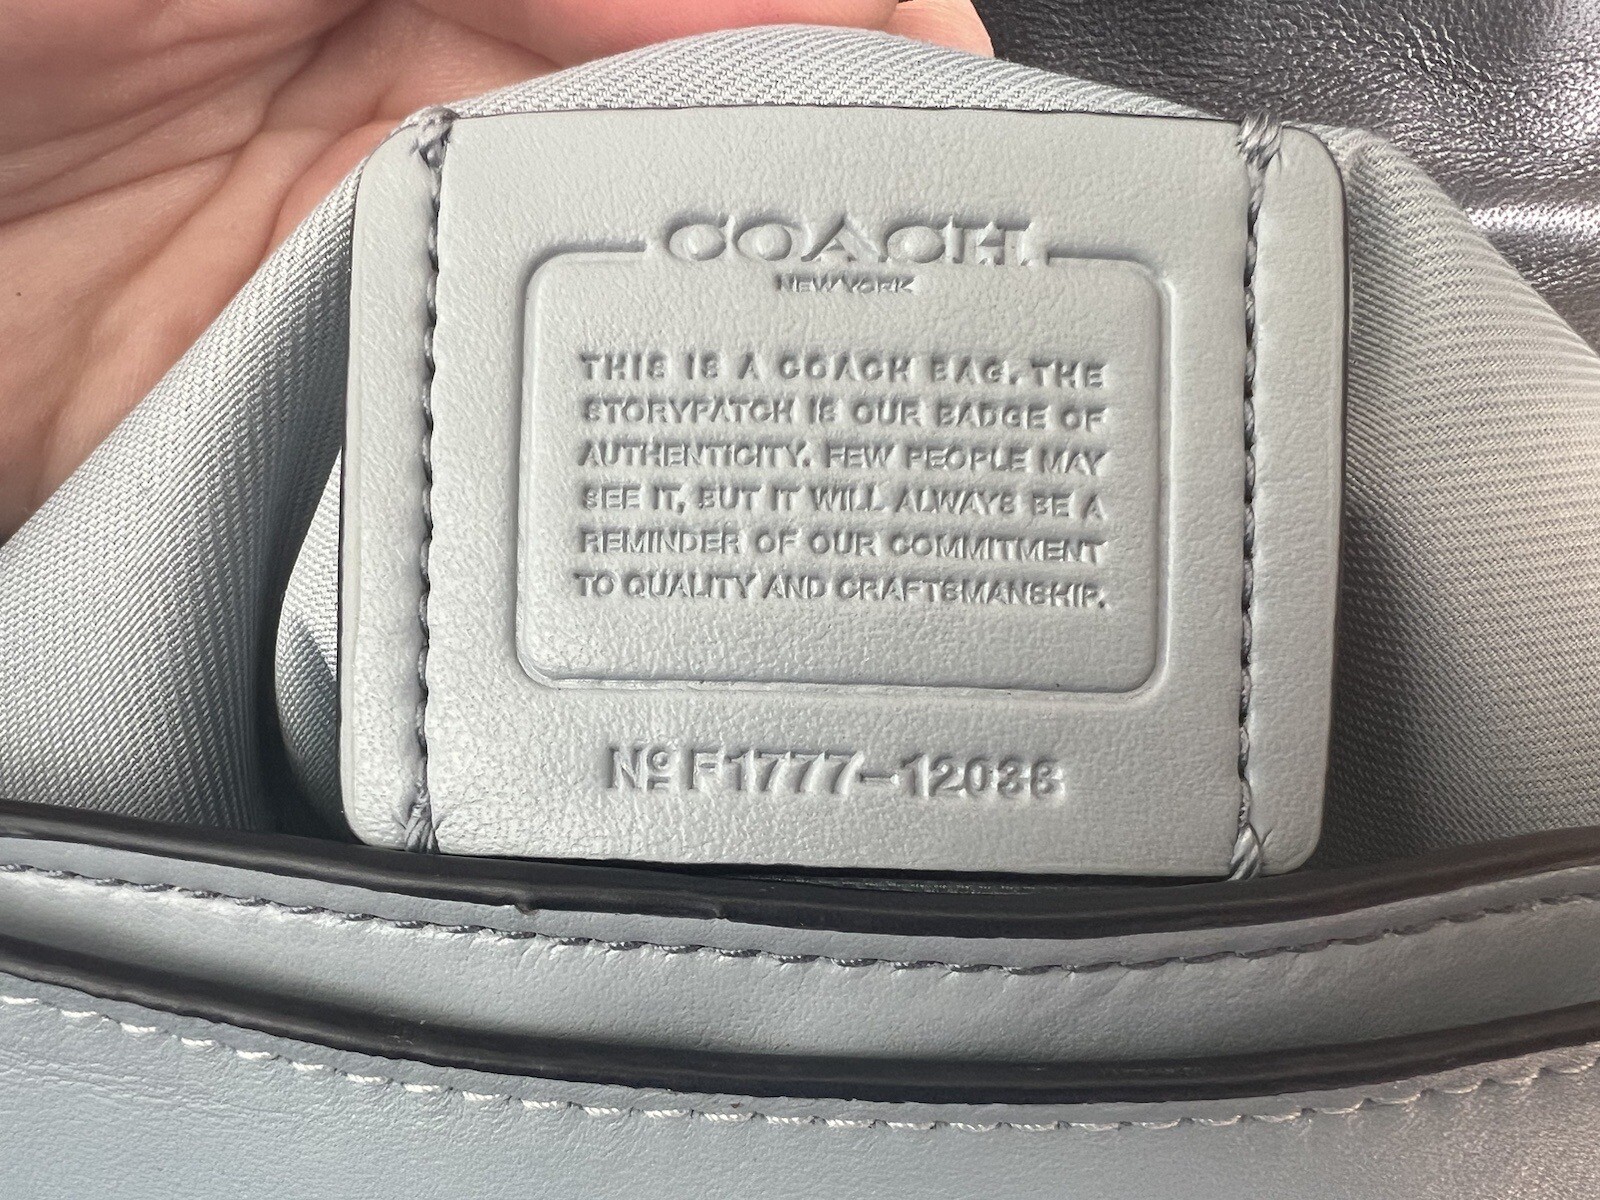 COACH
NEW YORK
THIS IS A COACH BAG. THE
STORYPATCH IS OUR BADGE OF
AUTHENTICITY. FEW PEOPLE MAY
SEE IT, BUT IT WILL ALWAYS BE A
REMINDER OF OUR COMMITMENT
TO QUALITY AND CRAFTSMANSHIP.
Nº F1777-12038